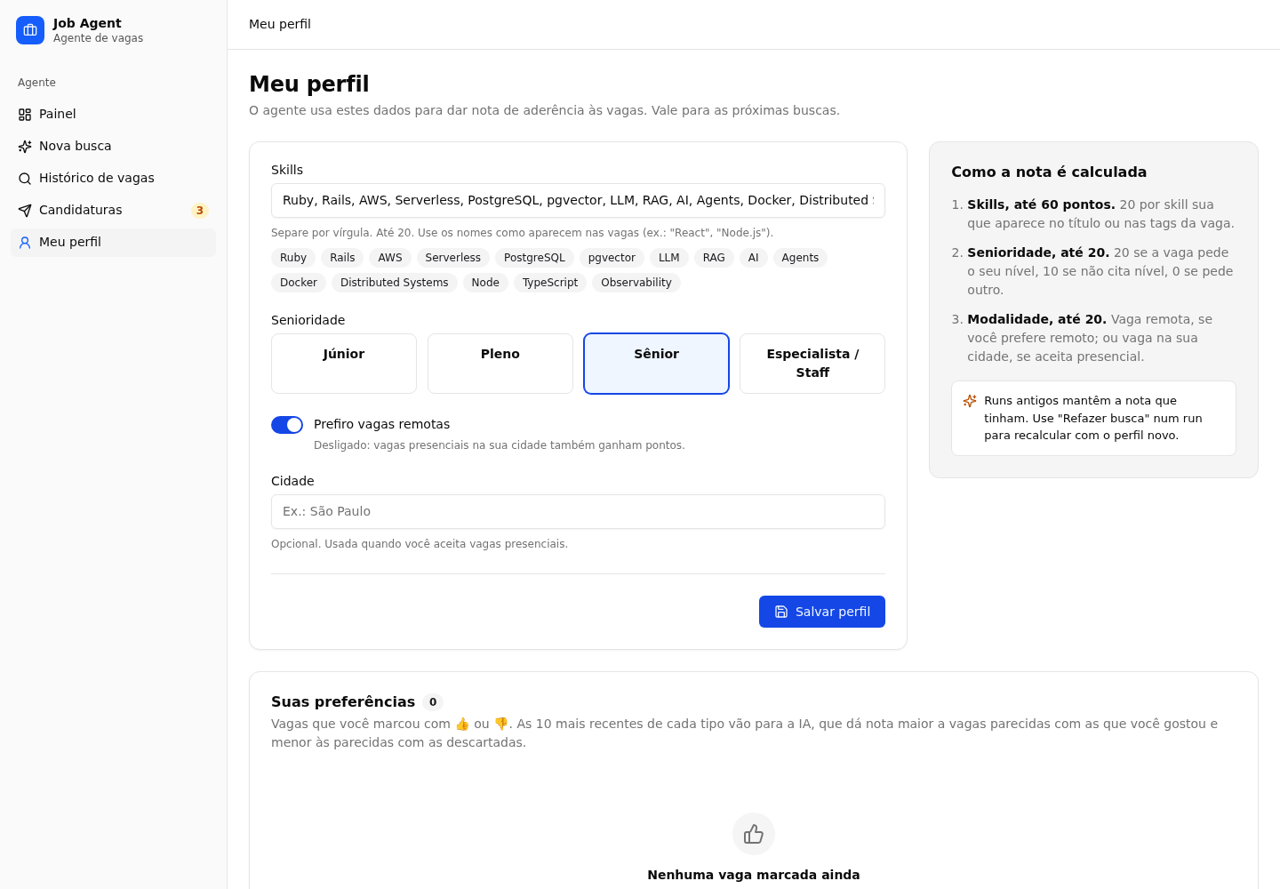 Job Agent
Agente de vagas
Agente
Painel
Nova busca
Histórico de vagas
Candidaturas 3
Meu perfil
Meu perfil
Meu perfil
O agente usa estes dados para dar nota de aderência às vagas. Vale para as próximas buscas.
Skills
Ruby, Rails, AWS, Serverless, PostgreSQL, pgvector, LLM, RAG, AI, Agents, Docker, Distributed
Separe por vírgula. Até 20. Use os nomes como aparecem nas vagas (ex.: "React", "Node.js").
Ruby Rails AWS Serverless PostgreSQL pgvector LLM RAG AI Agents
Docker Distributed Systems Node TypeScript Observability
Senioridade
Júnior Pleno Sênior Especialista /
Staff
Prefiro vagas remotas
Desligado: vagas presenciais na sua cidade também ganham pontos.
Cidade
Ex.: São Paulo
Opcional. Usada quando você aceita vagas presenciais.
Salvar perfil
Como a nota é calculada
1. Skills, até 60 pontos. 20 por skill sua
que aparece no título ou nas tags da vaga.
2. Senioridade, até 20. 20 se a vaga pede
o seu nível, 10 se não cita nível, 0 se pede
outro.
3. Modalidade, até 20. Vaga remota, se
você prefere remoto; ou vaga na sua
cidade, se aceita presencial.
Runs antigos mantêm a nota que
tinham. Use "Refazer busca" num run
para recalcular com o perfil novo.
Suas preferências 0
Vagas que você marcou com 👍 ou 👎. As 10 mais recentes de cada tipo vão para a IA, que dá nota maior a vagas parecidas com as que você gostou e
menor às parecidas com as descartadas.
Nenhuma vaga marcada ainda